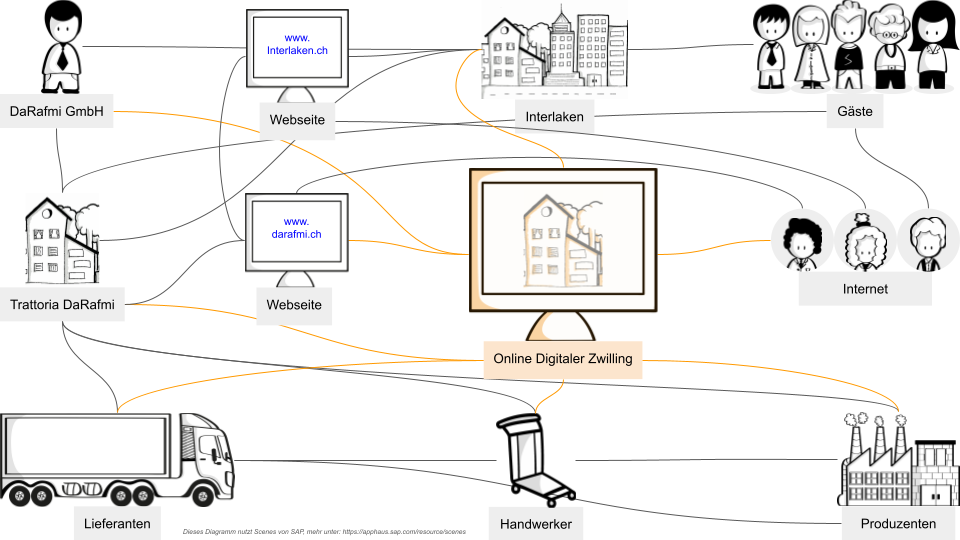 www.
Interlaken.ch
DaRafmi GmbH
Webseite
Interlaken
Gäste
www.
darafmi.ch
Trattoria DaRafmi
Webseite
Internet
Online Digitaler Zwilling
Lieferanten
Handwerker
Produzenten
Dieses Diagramm nutzt Scenes von SAP, mehr unter: https://apphaus.sap.com/resource/scenes